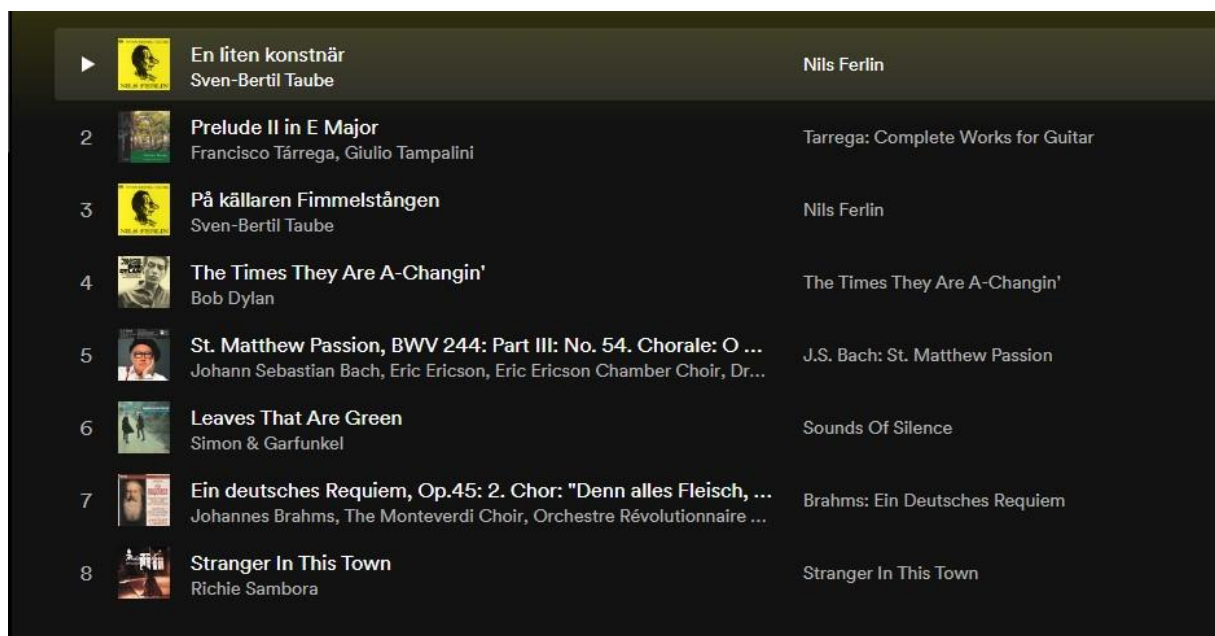 En liten konstnär
Sven-Bertil Taube
Nils Ferlin
2
Prelude II in E Major
Francisco Tárrega, Giulio Tampalini
Tarrega: Complete Works for Guitar
3
På källaren Fimmelstången
Sven-Bertil Taube
Nils Ferlin
4
The Times They Are A-Changin'
Bob Dylan
The Times They Are A-Changin'
5
St. Matthew Passion, BWV 244: Part III: No. 54. Chorale: O ...
Johann Sebastian Bach, Eric Ericson, Eric Ericson Chamber Choir, Dr...
J.S. Bach: St. Matthew Passion
6
Leaves That Are Green
Simon & Garfunkel
Sounds Of Silence
7
Ein deutsches Requiem, Op.45: 2. Chor: "Denn alles Fleisch, ...
Johannes Brahms, The Monteverdi Choir, Orchestre Révolutionnaire ...
Brahms: Ein Deutsches Requiem
8
Stranger In This Town
Richie Sambora
Stranger In This Town